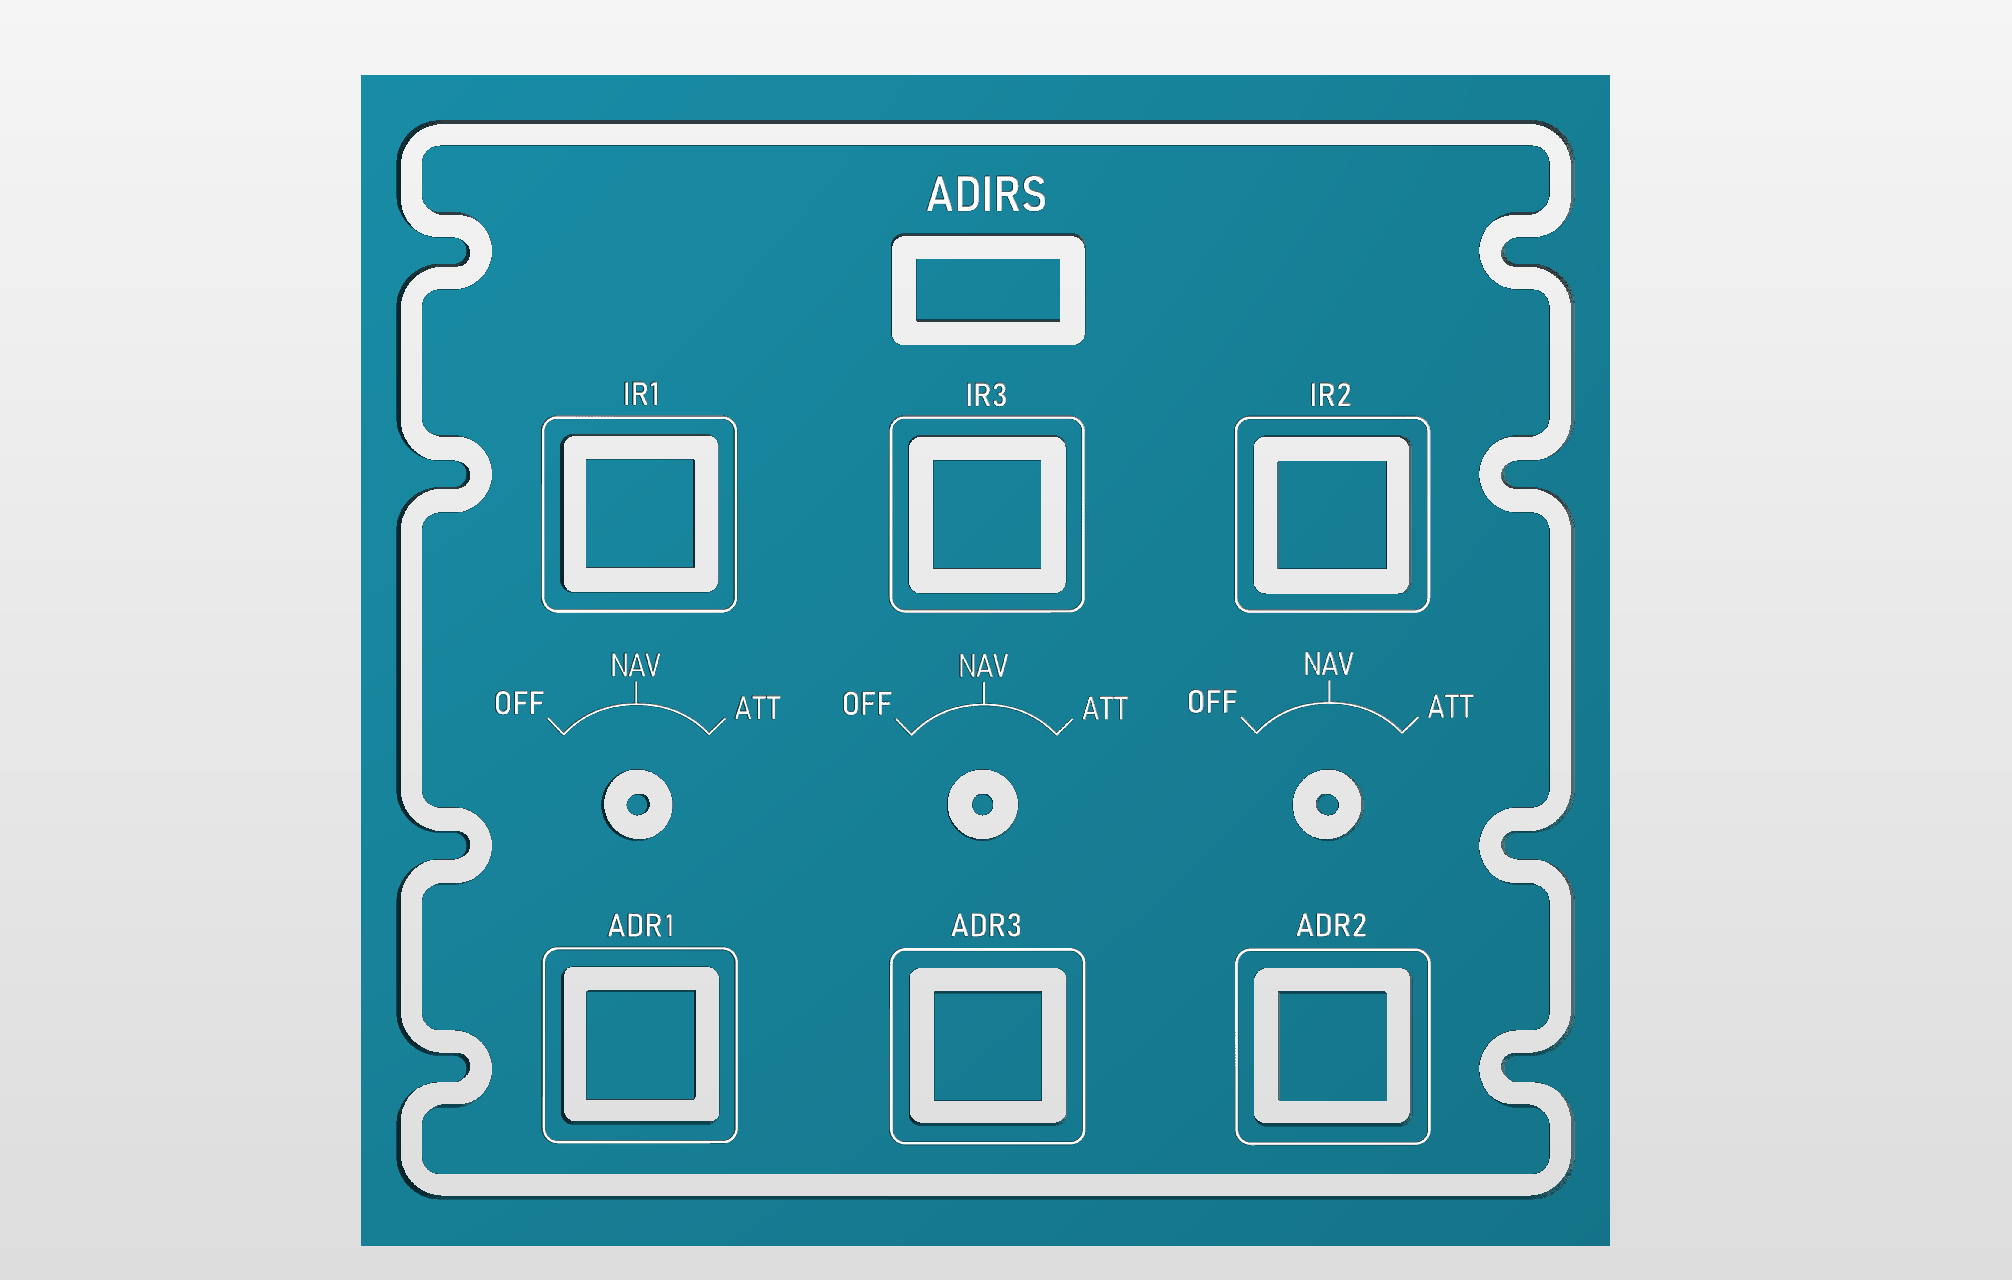 ADIRS
IR1 IR3 IR2
NAV NAV NAV
OFF ATT OFF ATT OFF ATT
ADR1 ADR3 ADR2